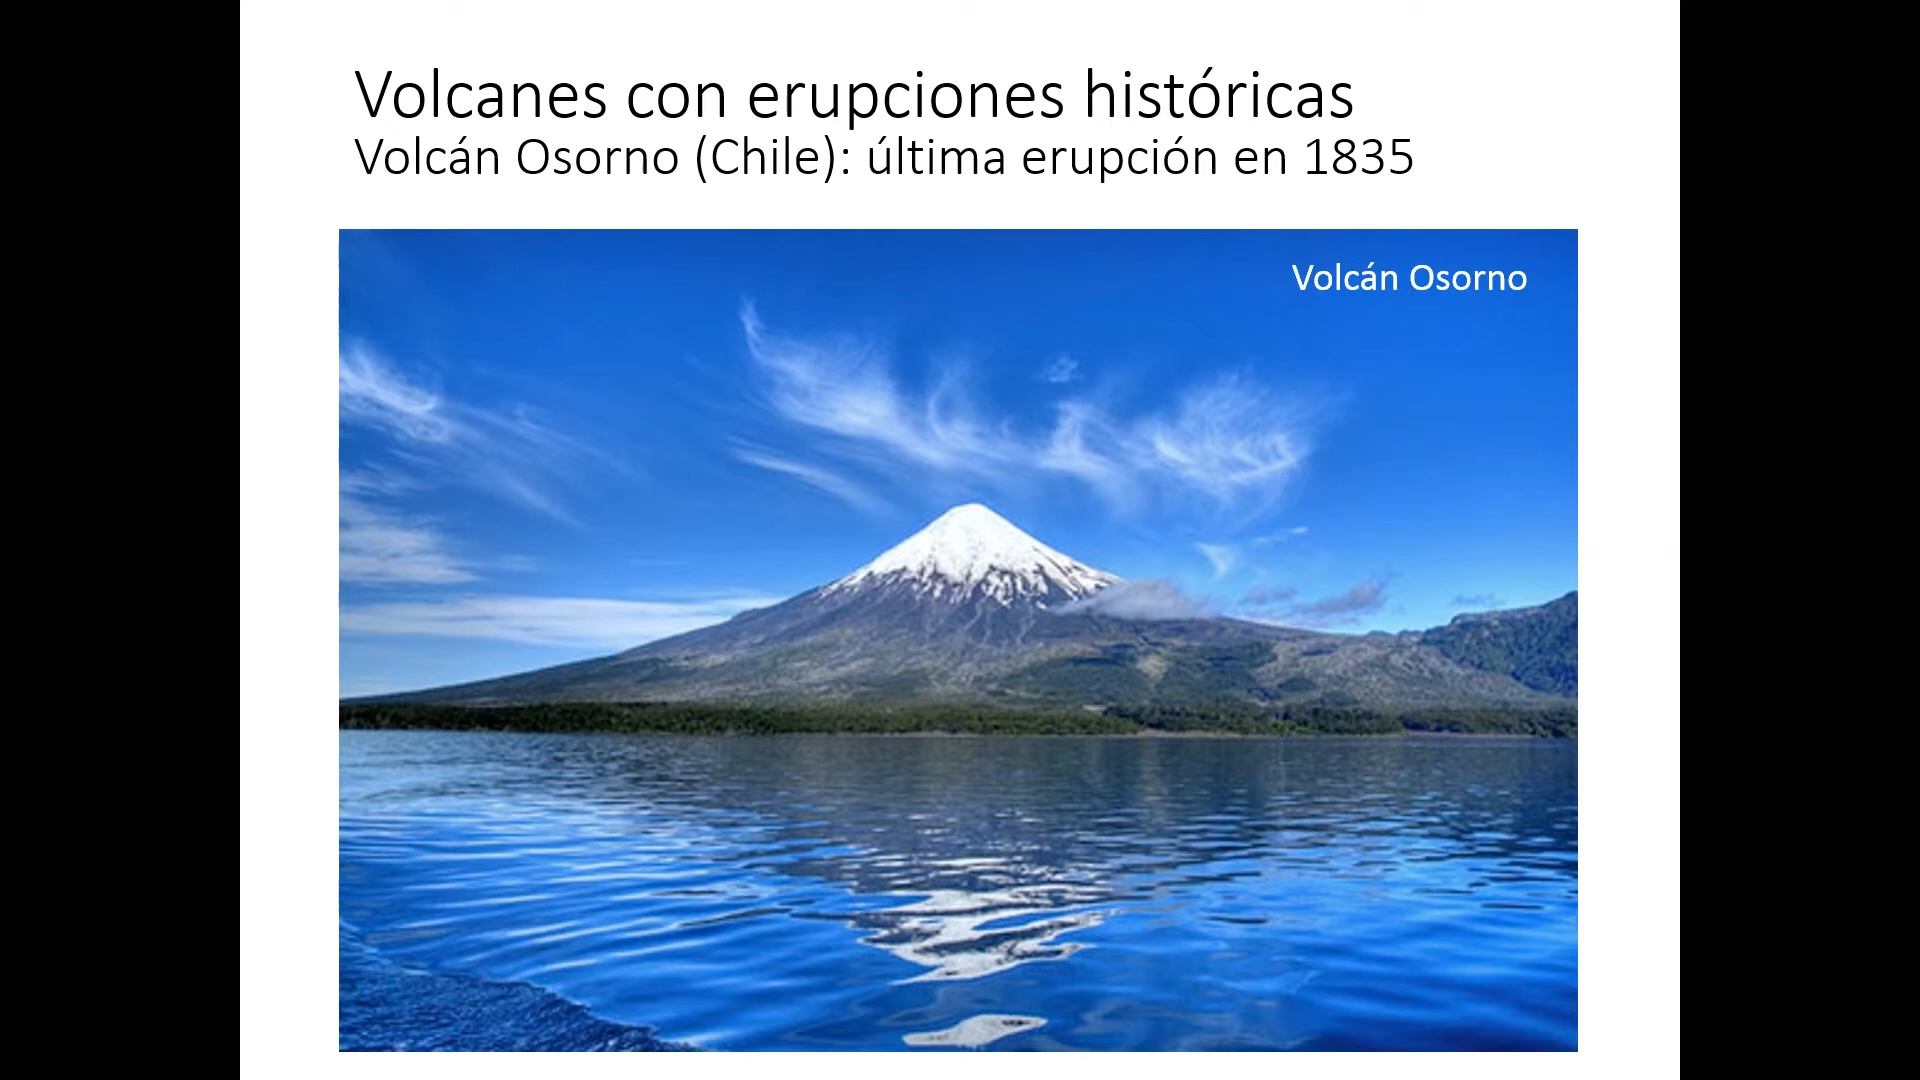 Volcanes con erupciones históricas
Volcán Osorno (Chile): última erupción en 1835
Volcán Osorno